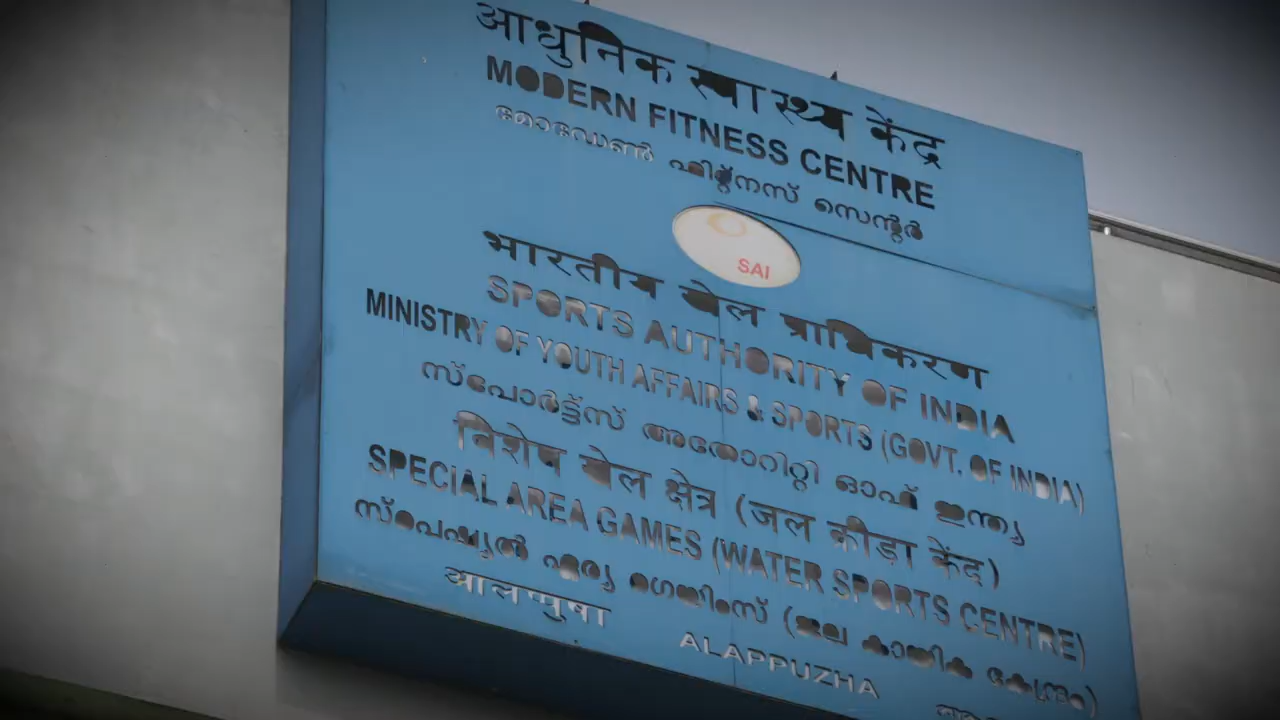 आधुनिक स्वास्थ्य केंद्र
MODERN FITNESS CENTRE
മോഡേൺ ഫിറ്റ്നസ് സെന്റർ
SAI
भारतीय खेल प्राधिकरण
SPORTS AUTHORITY OF INDIA
MINISTRY OF YOUTH AFFAIRS & SPORTS (GOVT. OF INDIA)
സ്പോർട്ട്സ് അതോറിറ്റി ഓഫ് ഇന്ത്യ
विशेष खेल क्षेत्र (जल क्रीडा केंद्र)
SPECIAL AREA GAMES (WATER SPORTS CENTRE)
സ്പെഷ്യൽ ഏര്യ ഗെയിംസ് (ജല കായിക കേന്ദ്രം)
ALAPPUZHA